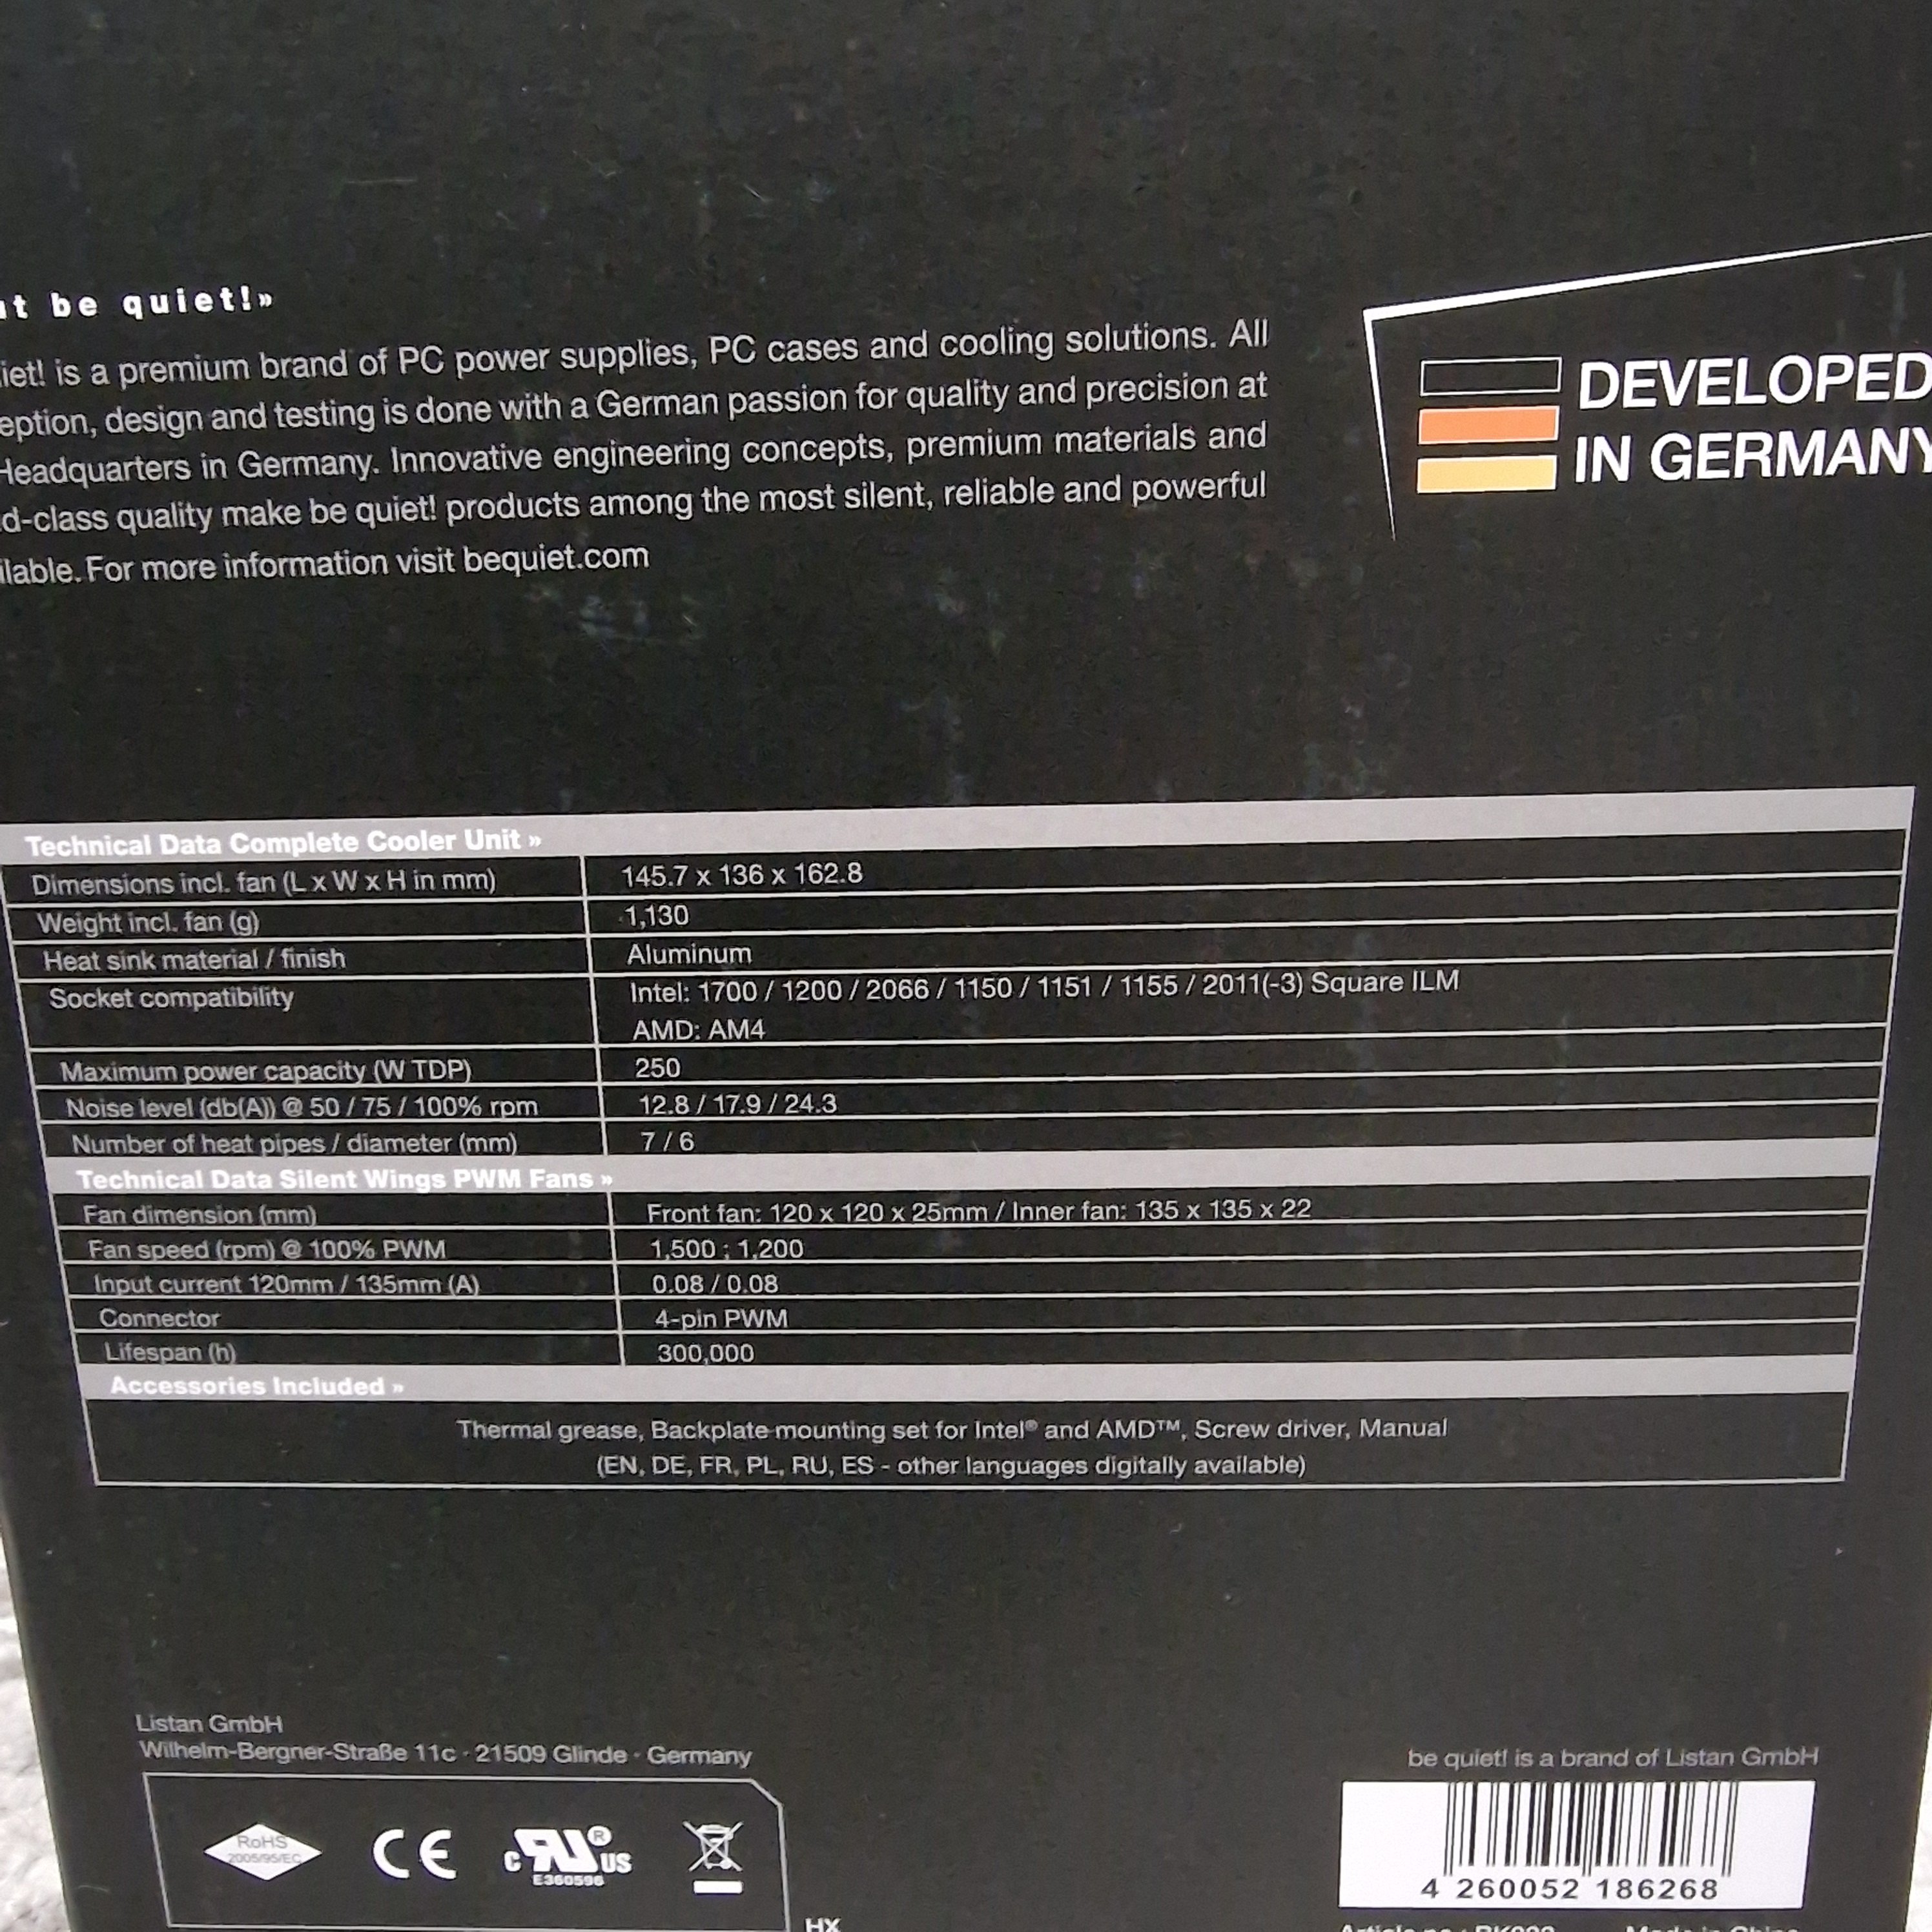 be quiet!»
is a premium brand of PC power supplies, PC cases and cooling solutions. All
design and testing is done with a German passion for quality and precision at
Headquarters in Germany. Innovative engineering concepts, premium materials and
quality make be quiet! products among the most silent, reliable and powerful
For more information visit bequiet.com
DEVELOPED
IN GERMANY
Technical Data Complete Cooler Unit »
Dimensions incl. fan (L x W x H in mm) 145.7 x 136 x 162.8
Weight incl. fan (g) 1,130
Heat sink material / finish Aluminum
Socket compatibility Intel: 1700 / 1200 / 2066 / 1150 / 1151 / 1155 / 2011(-3) Square ILM
AMD: AM4
Maximum power capacity (W TDP) 250
Noise level (db(A)) @ 50 / 75 / 100% rpm 12.8 / 17.9 / 24.3
Number of heat pipes / diameter (mm) 7 / 6
Technical Data Silent Wings PWM Fans »
Fan dimension (mm) Front fan: 120 x 120 x 25mm / Inner fan: 135 x 135 x 22
Fan speed (rpm) @ 100% PWM 1,500 ; 1,200
Input current 120mm / 135mm (A) 0.08 / 0.08
Connector 4-pin PWM
Lifespan (h) 300,000
Accessories Included »
Thermal grease, Backplate mounting set for Intel® and AMD™, Screw driver, Manual
(EN, DE, FR, PL, RU, ES - other languages digitally available)
Listan GmbH
Wilhelm-Bergner-Straße 11c · 21509 Glinde · Germany
RoHS
2005/95/EC
CE
c RU ® US
E360596
HX
be quiet! is a brand of Listan GmbH
4 260052 186268